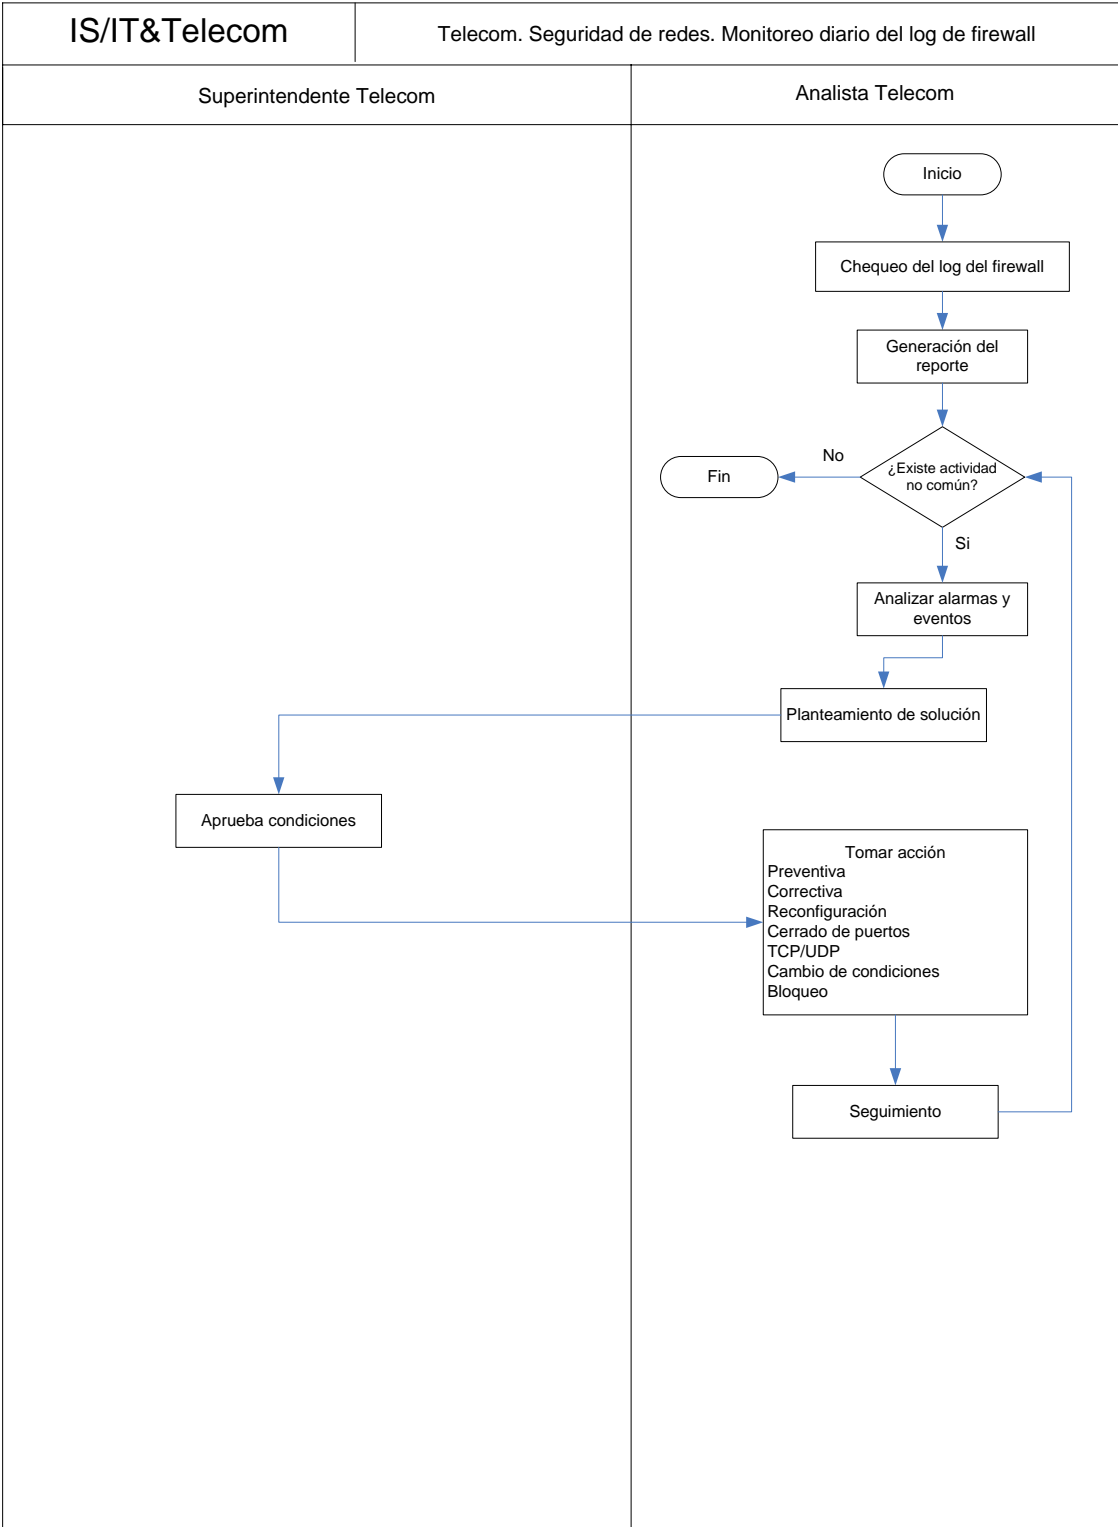 IS/IT&Telecom
Telecom. Seguridad de redes. Monitoreo diario del log de firewall
Superintendente Telecom
Analista Telecom
Inicio
Chequeo del log del firewall
Generación del
reporte
¿Existe actividad
no común?
No
Fin
Si
Analizar alarmas y
eventos
Planteamiento de solución
Aprueba condiciones
Tomar acción
Preventiva
Correctiva
Reconfiguración
Cerrado de puertos
TCP/UDP
Cambio de condiciones
Bloqueo
Seguimiento